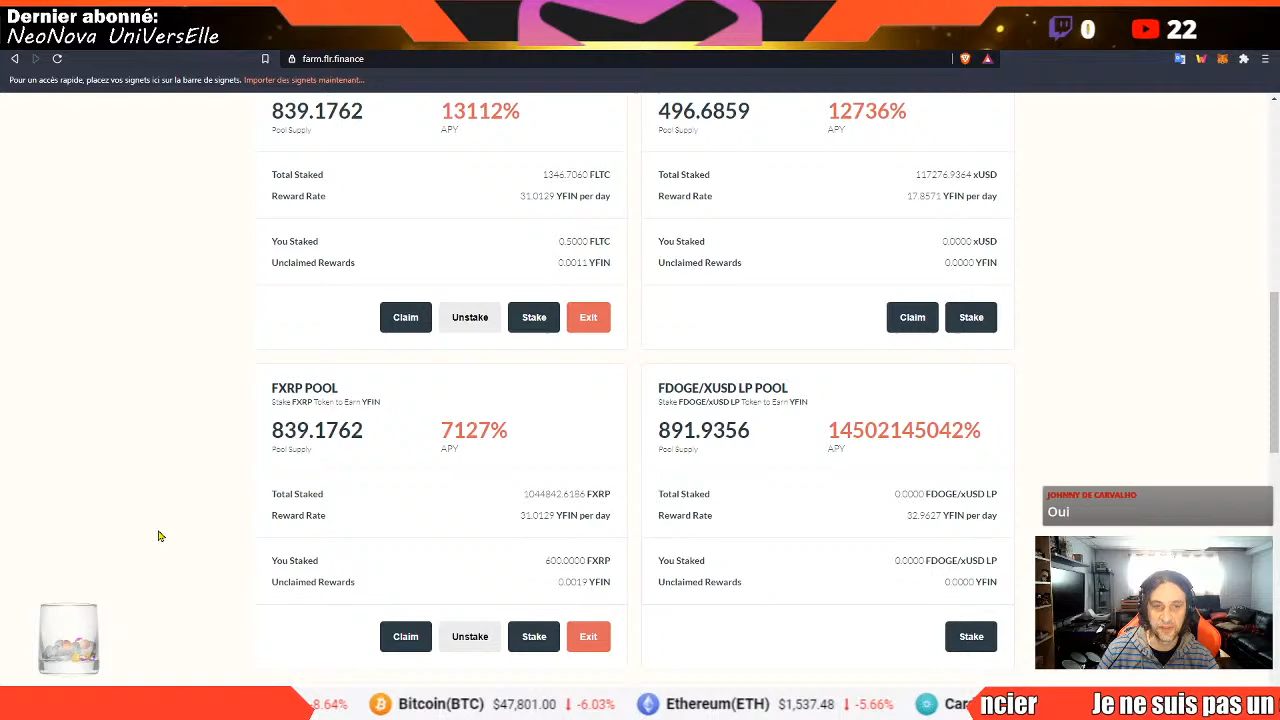 Dernier abonné:
NeoNova UniVersElle
0
22
farm.flr.finance
Pour un accès rapide, placez vos signets ici sur la barre de signets. Importer des signets maintenant...
839.1762
Pool Supply
13112%
APY
Total Staked 1346.7060 FLTC
Reward Rate 31.0129 YFIN per day
You Staked 0.5000 FLTC
Unclaimed Rewards 0.0011 YFIN
Claim Unstake Stake Exit
496.6859
Pool Supply
12736%
APY
Total Staked 117276.9364 xUSD
Reward Rate 17.8571 YFIN per day
You Staked 0.0000 xUSD
Unclaimed Rewards 0.0000 YFIN
Claim Stake
FXRP POOL
Stake FXRP Token to Earn YFIN
839.1762
Pool Supply
7127%
APY
Total Staked 1044842.6186 FXRP
Reward Rate 31.0129 YFIN per day
You Staked 600.0000 FXRP
Unclaimed Rewards 0.0019 YFIN
Claim Unstake Stake Exit
FDOGE/XUSD LP POOL
Stake FDOGE/xUSD LP Token to Earn YFIN
891.9356
Pool Supply
14502145042%
APY
Total Staked 0.0000 FDOGE/xUSD LP
Reward Rate 32.9627 YFIN per day
You Staked 0.0000 FDOGE/xUSD LP
Unclaimed Rewards 0.0000 YFIN
Stake
JOHNNY DE CARVALHO
Oui
-8.64% Bitcoin(BTC) $47,801.00 -6.03% Ethereum(ETH) $1,537.48 -5.66% Car
ncier Je ne suis pas un